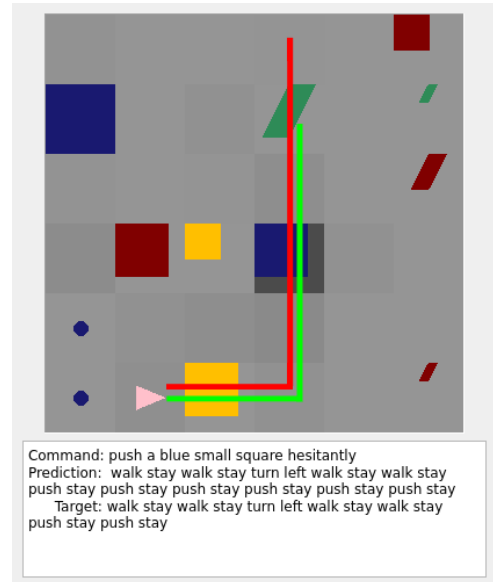 Command: push a blue small square hesitantly
Prediction:  walk stay walk stay turn left walk stay walk stay
push stay push stay push stay push stay push stay push stay
Target: walk stay walk stay turn left walk stay walk stay
push stay push stay